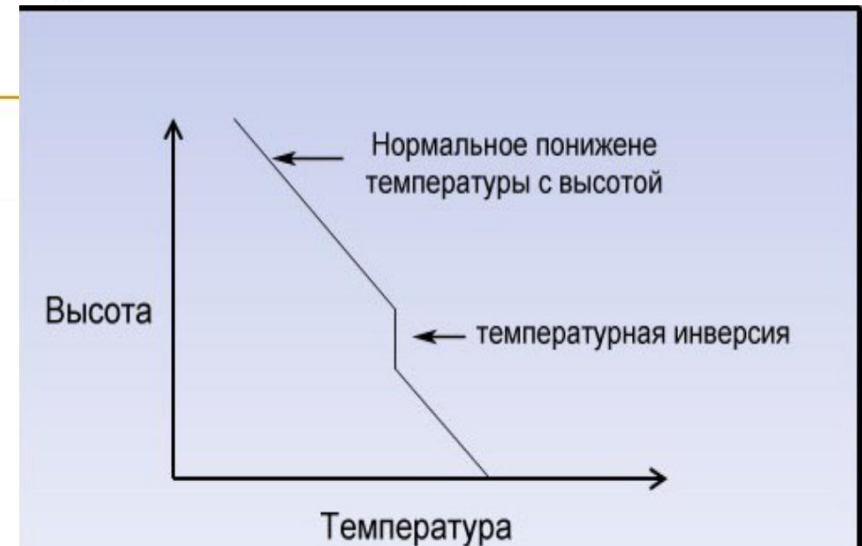 Нормальное понижене
температуры с высотой
Высота
температурная инверсия
Температура